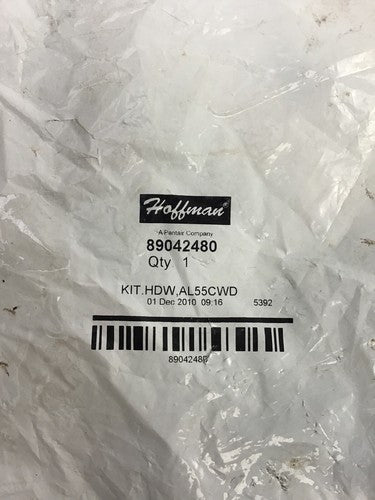 Hoffman
A Pentair Company
89042480
Qty 1
KIT.HDW,AL55CWD
01 Dec 2010 09:16 5392
89042480